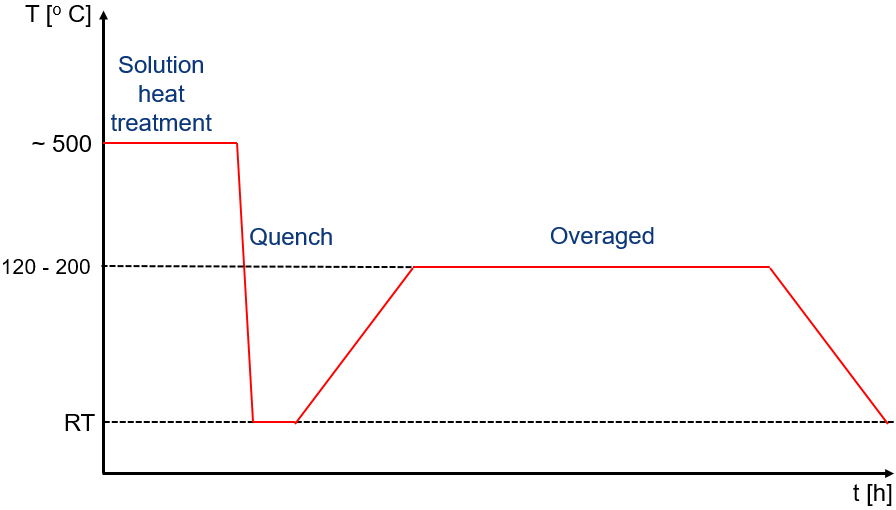 T [º C]
Solution
heat
treatment
~ 500
Quench
Overaged
120 - 200
RT
t [h]